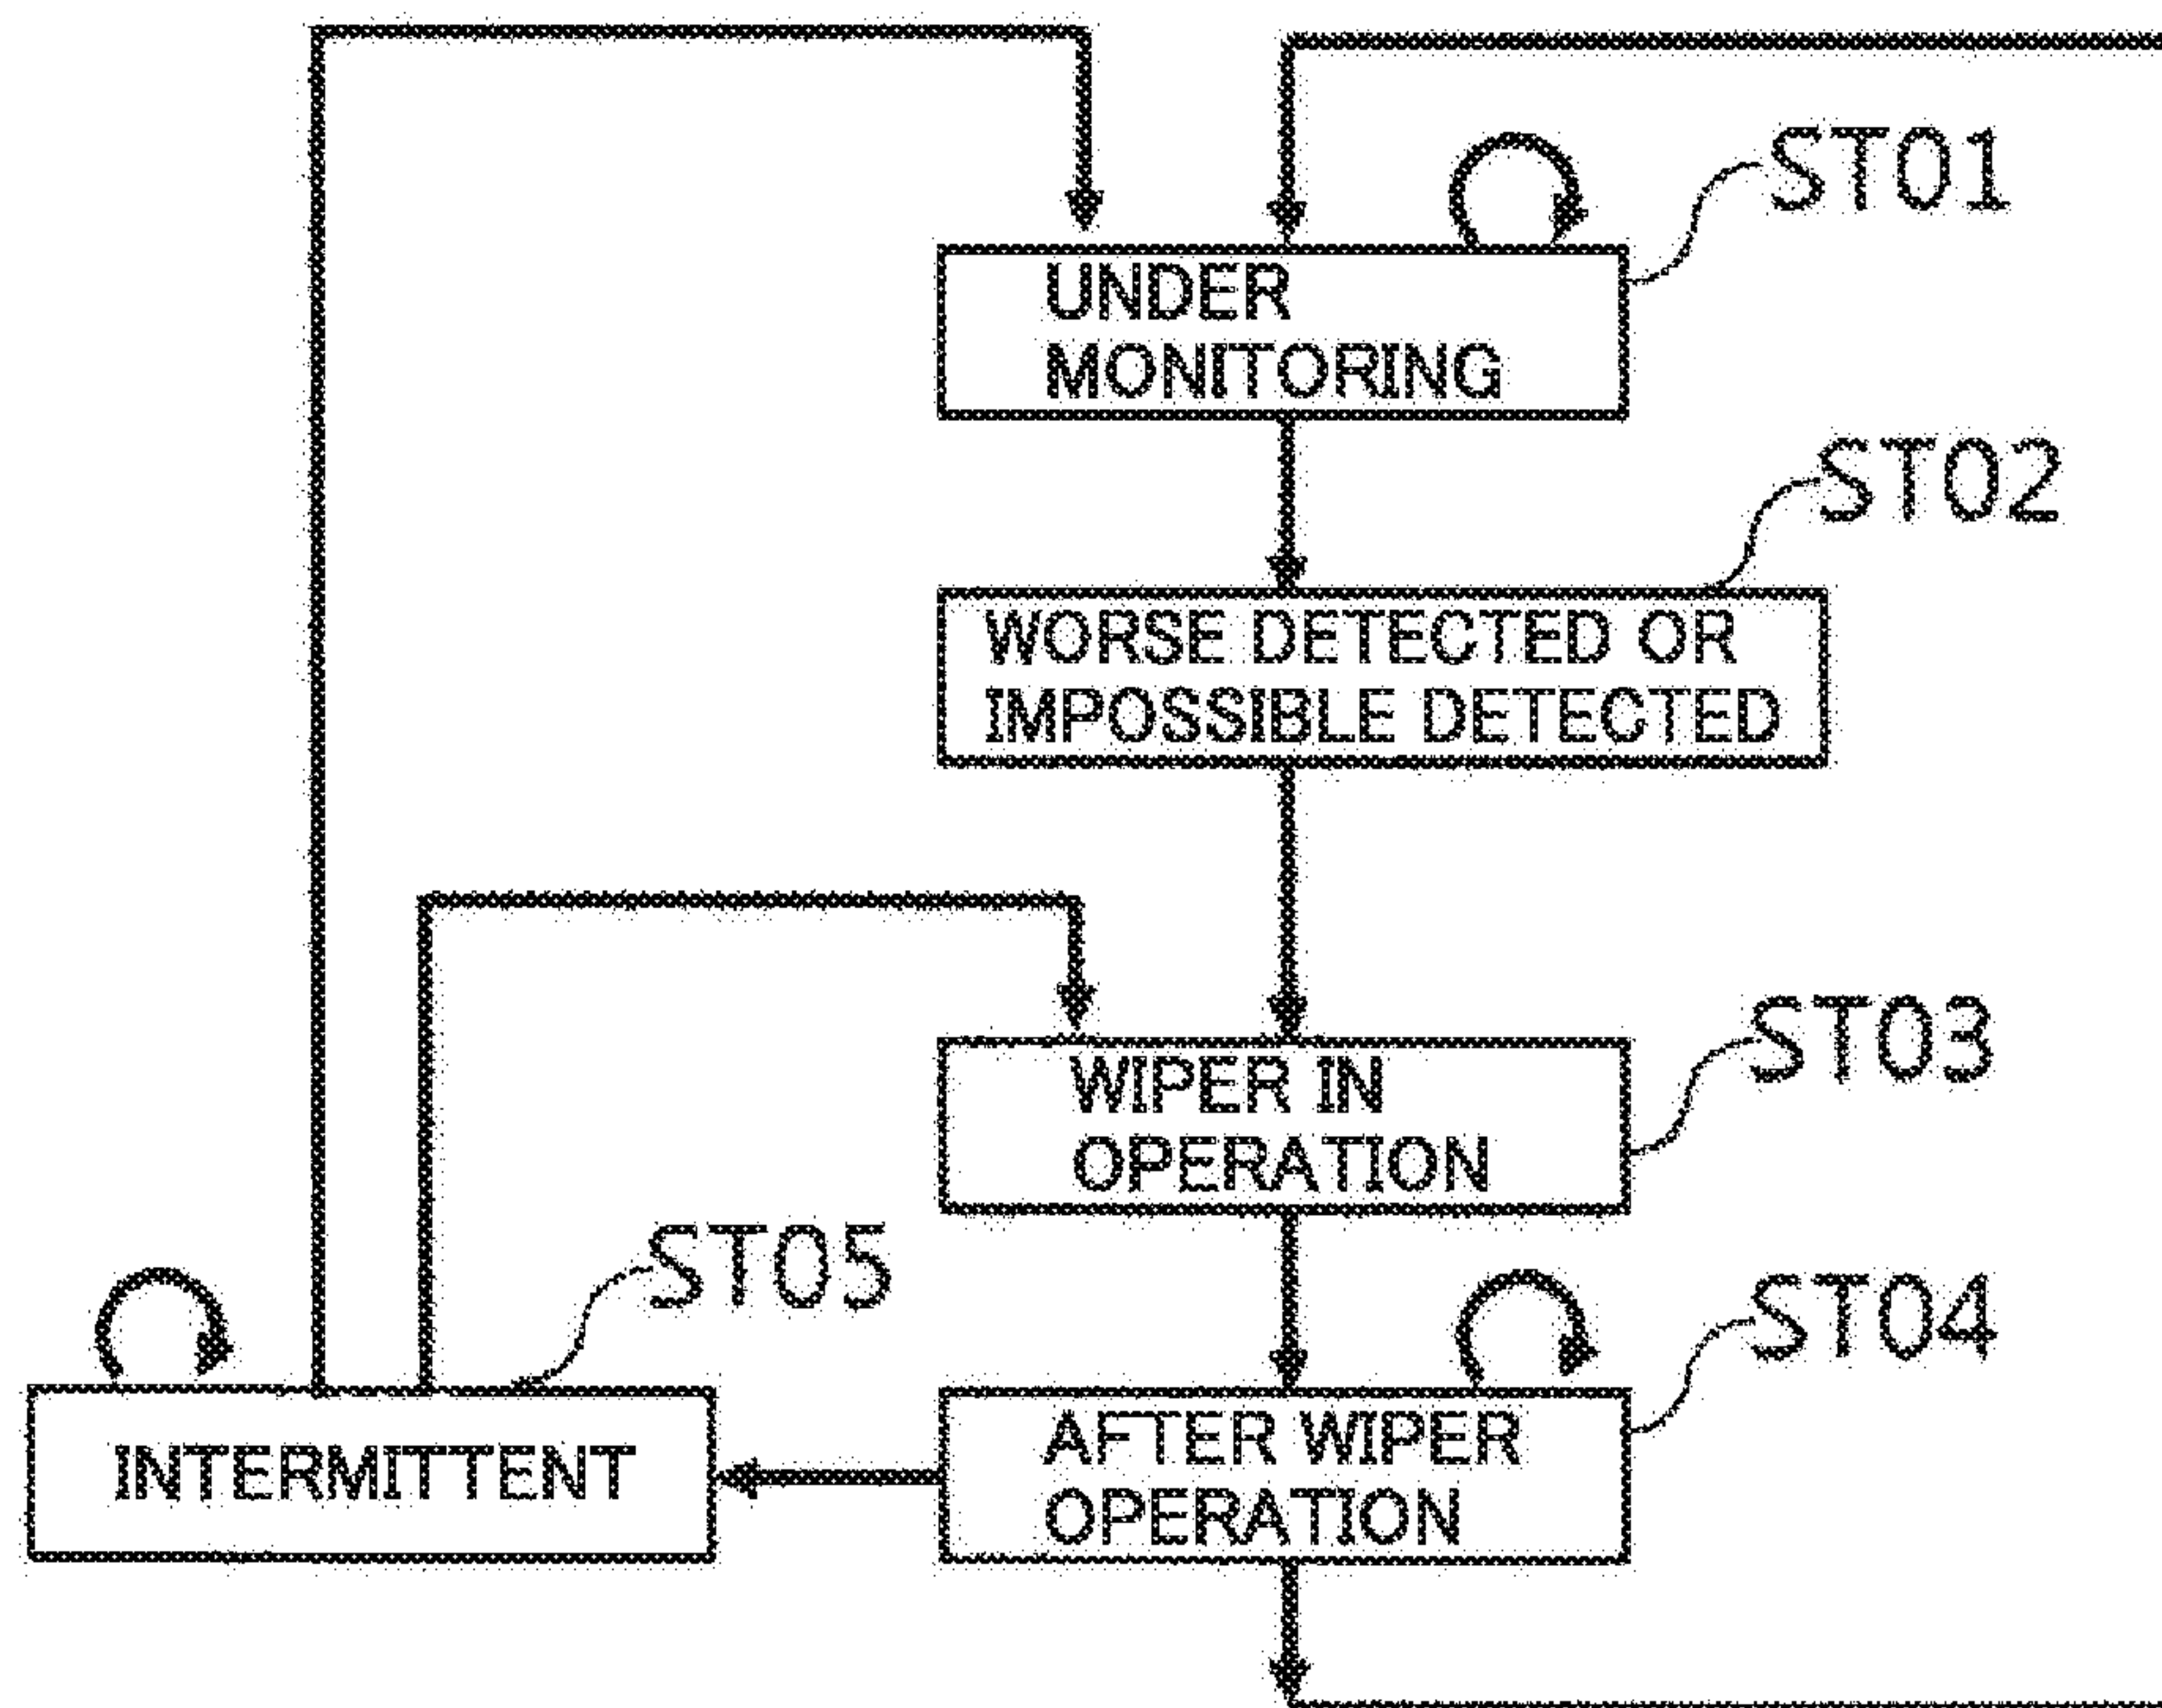 ST01
UNDER
MONITORING
ST02
WORSE DETECTED OR
IMPOSSIBLE DETECTED
WIPER IN
OPERATION
ST03
ST05
ST04
INTERMITTENT
AFTER WIPER
OPERATION